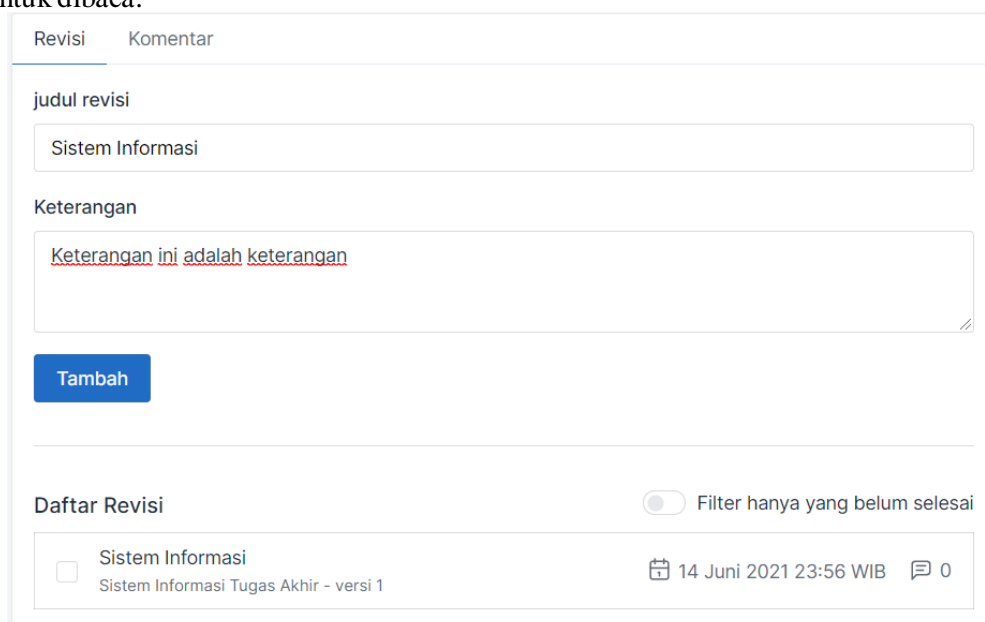 dibaca.
Revisi Komentar
judul revisi
Sistem Informasi
Keterangan
Keterangan ini adalah keterangan
Tambah
Daftar Revisi Filter hanya yang belum selesai
Sistem Informasi
Sistem Informasi Tugas Akhir - versi 1
14 Juni 2021 23:56 WIB 0